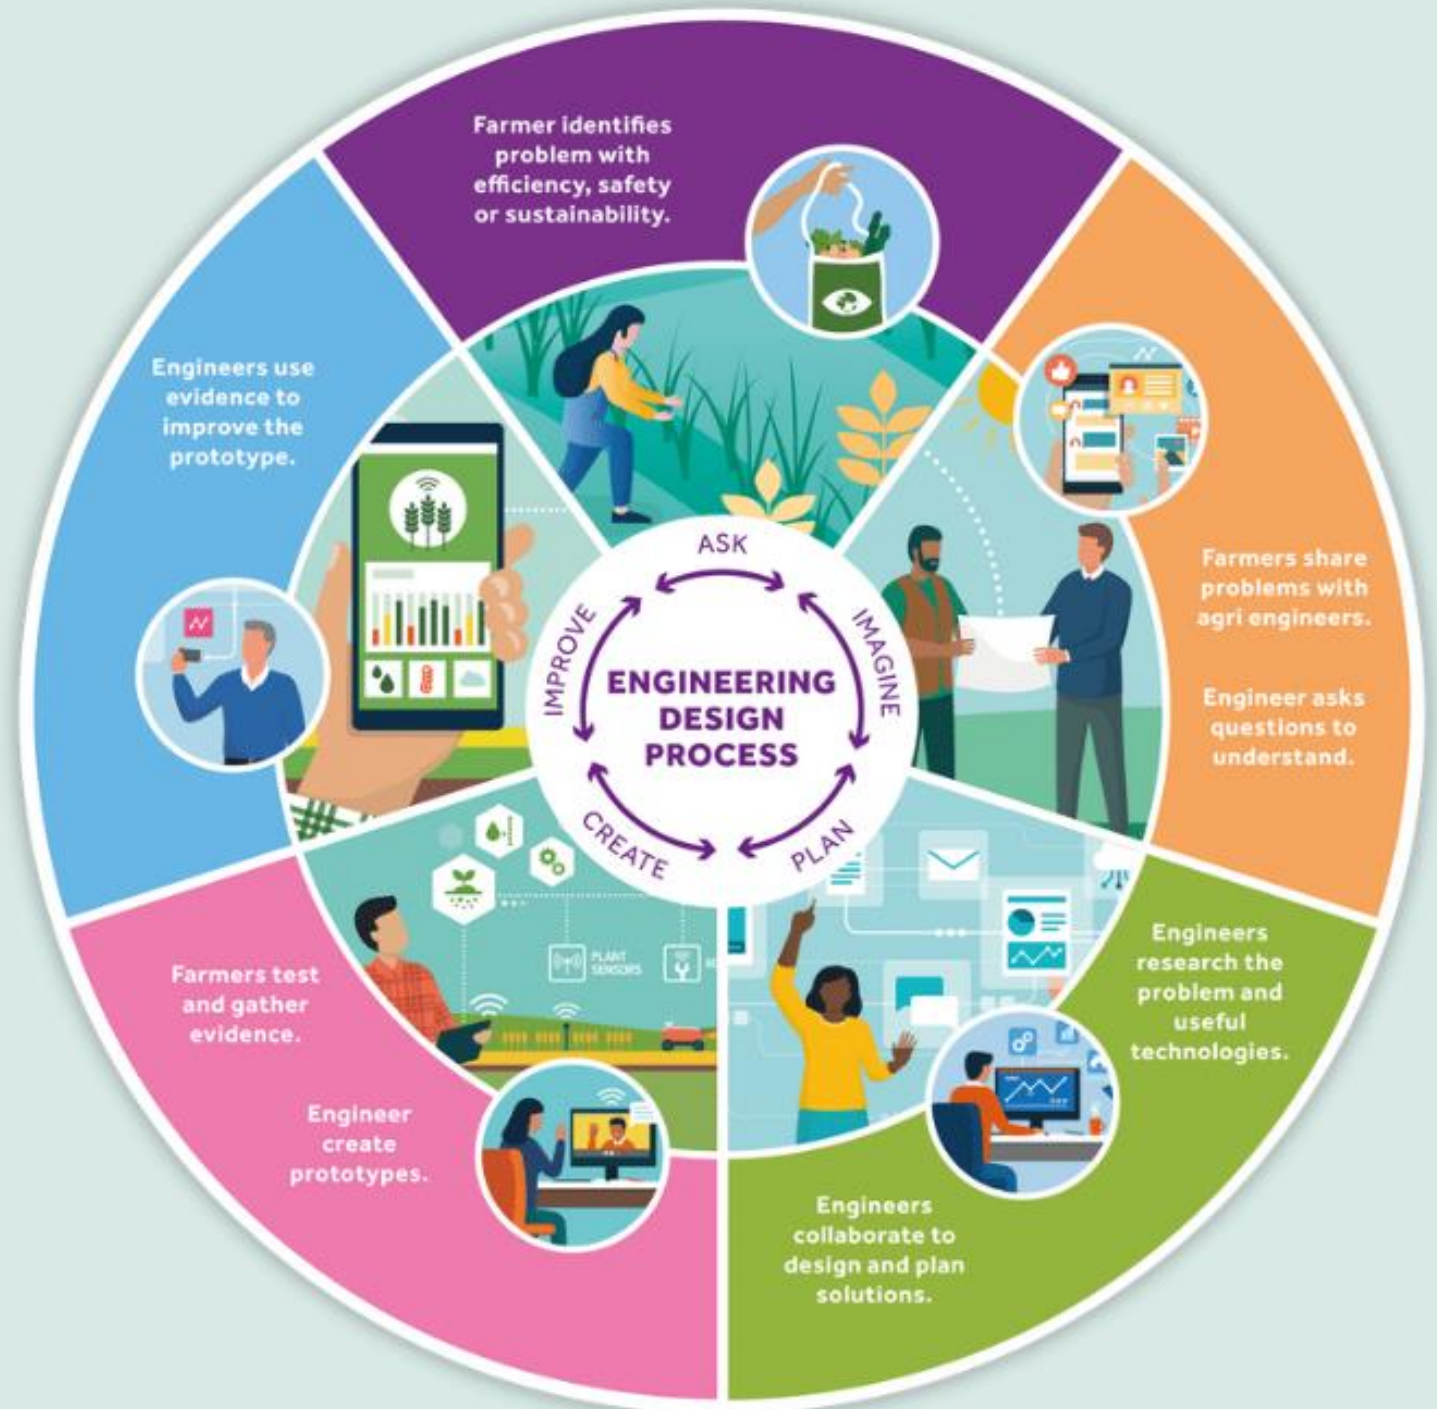 Farmer identifies
problem with
efficiency, safety
or sustainability.
Farmers share
problems with
agri engineers.
Engineer asks
questions to
understand.
Engineers
research the
problem and
useful
technologies.
Engineers
collaborate to
design and plan
solutions.
Farmers test
and gather
evidence.
Engineer
create
prototypes.
Engineers use
evidence to
improve the
prototype.
ASK
IMAGINE
PLAN
CREATE
IMPROVE
ENGINEERING
DESIGN
PROCESS
PLANT
SENSORS